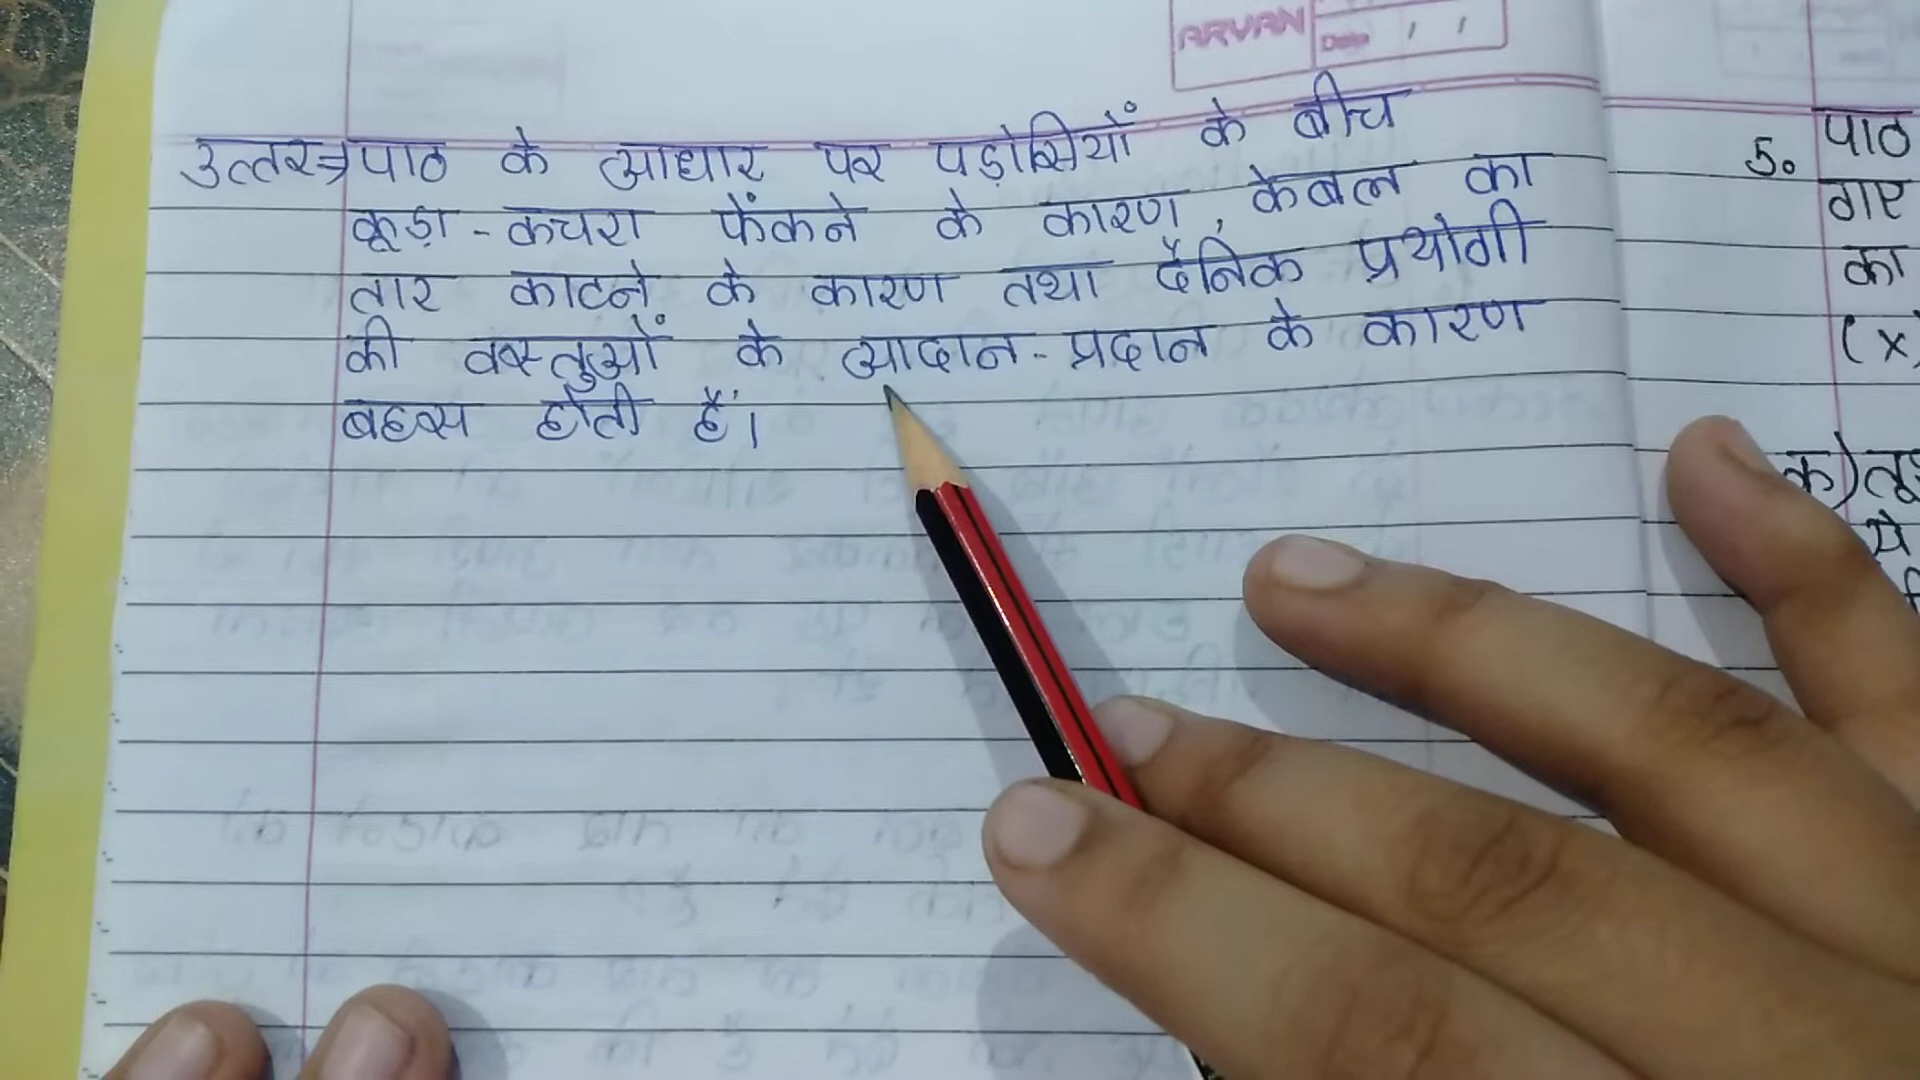 ARVAN
Date / /
उत्तर⇒ पाठ के आधार पर पड़ोसियों के बीच
कूड़ा - कचरा फेंकने के कारण, केबल का
तार काटने के कारण तथा दैनिक प्रयोगी
की वस्तुओं के आदान - प्रदान के कारण
बहस होती हैं।
5. पाठ
गए
का
(x)
क)